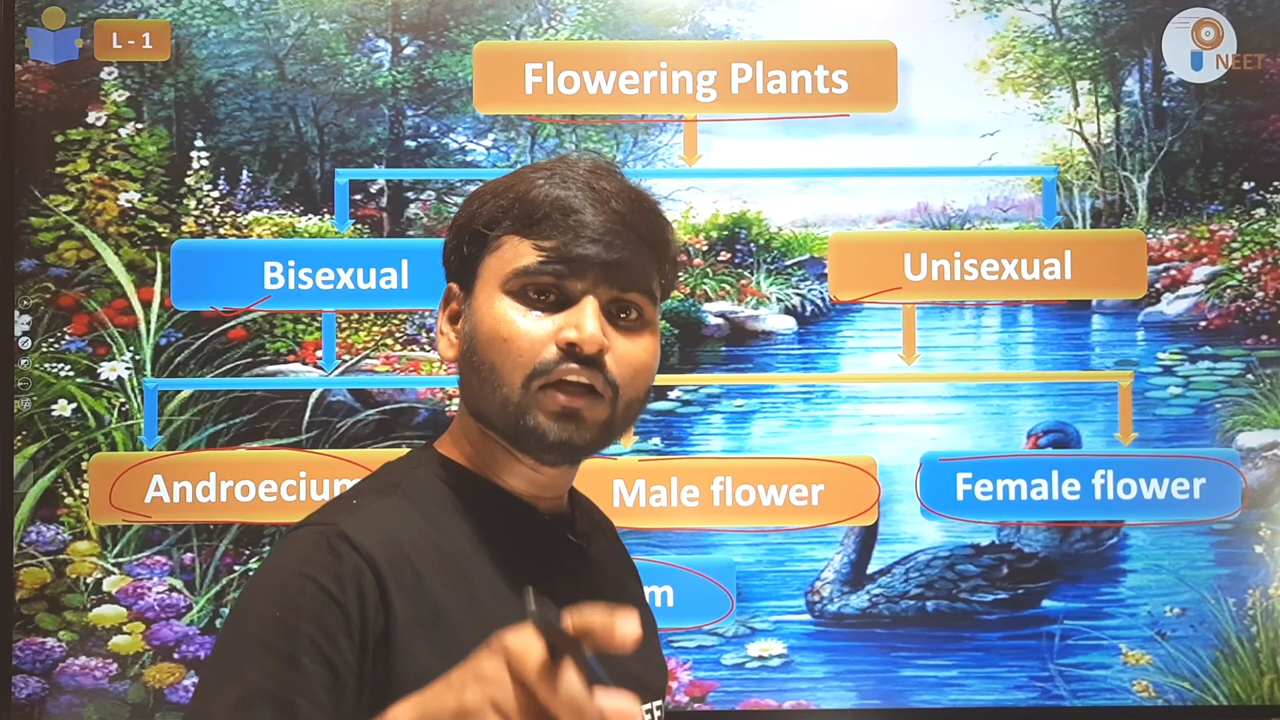 L - 1
NEET
Flowering Plants
Bisexual
Unisexual
Androecium
Male flower
Female flower
m